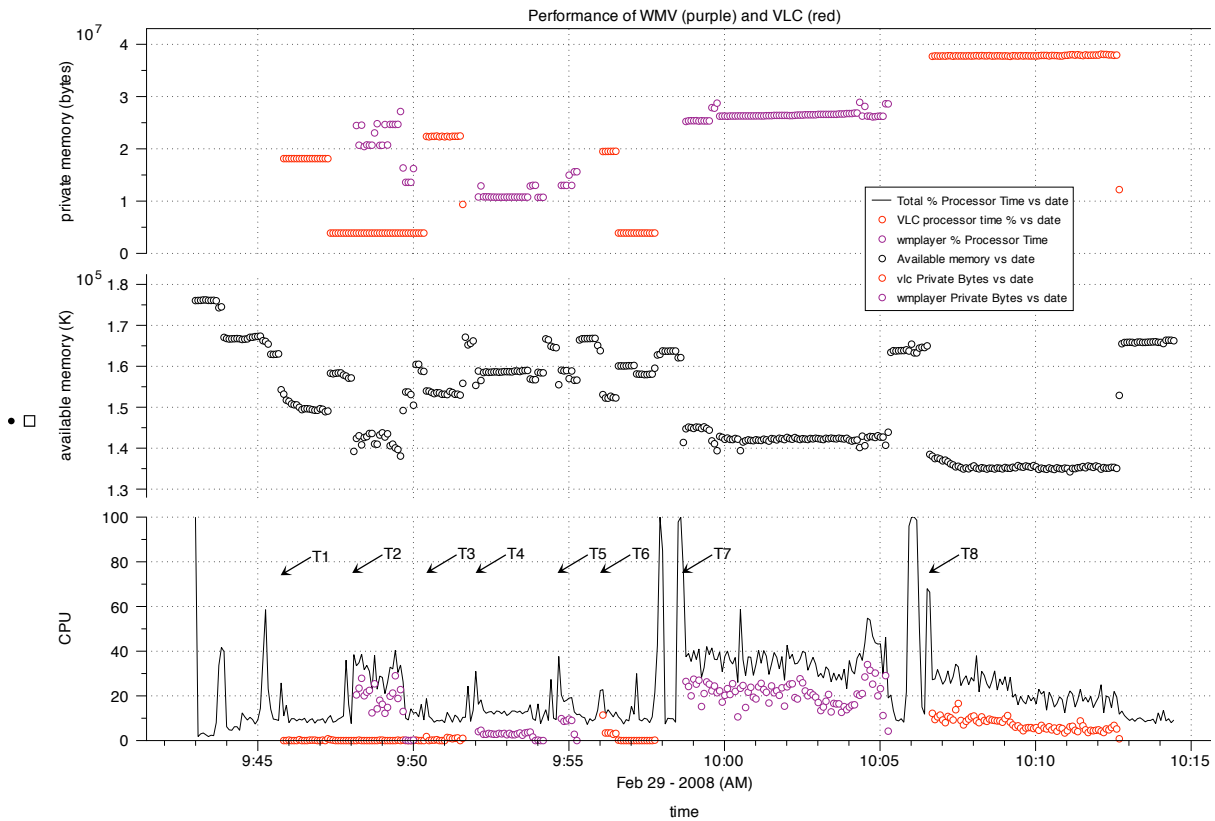 Performance of WMV (purple) and VLC (red)
10^7
4
3
2
1
0
private memory (bytes)
Total % Processor Time vs date
VLC processor time % vs date
wmplayer % Processor Time
Available memory vs date
vlc Private Bytes vs date
wmplayer Private Bytes vs date
10^5
1.8
1.7
1.6
1.5
1.4
1.3
available memory (K)
100
80
60
40
20
0
CPU
T1
T2
T3
T4
T5
T6
T7
T8
9:45
9:50
9:55
10:00
10:05
10:10
10:15
Feb 29 - 2008 (AM)
time